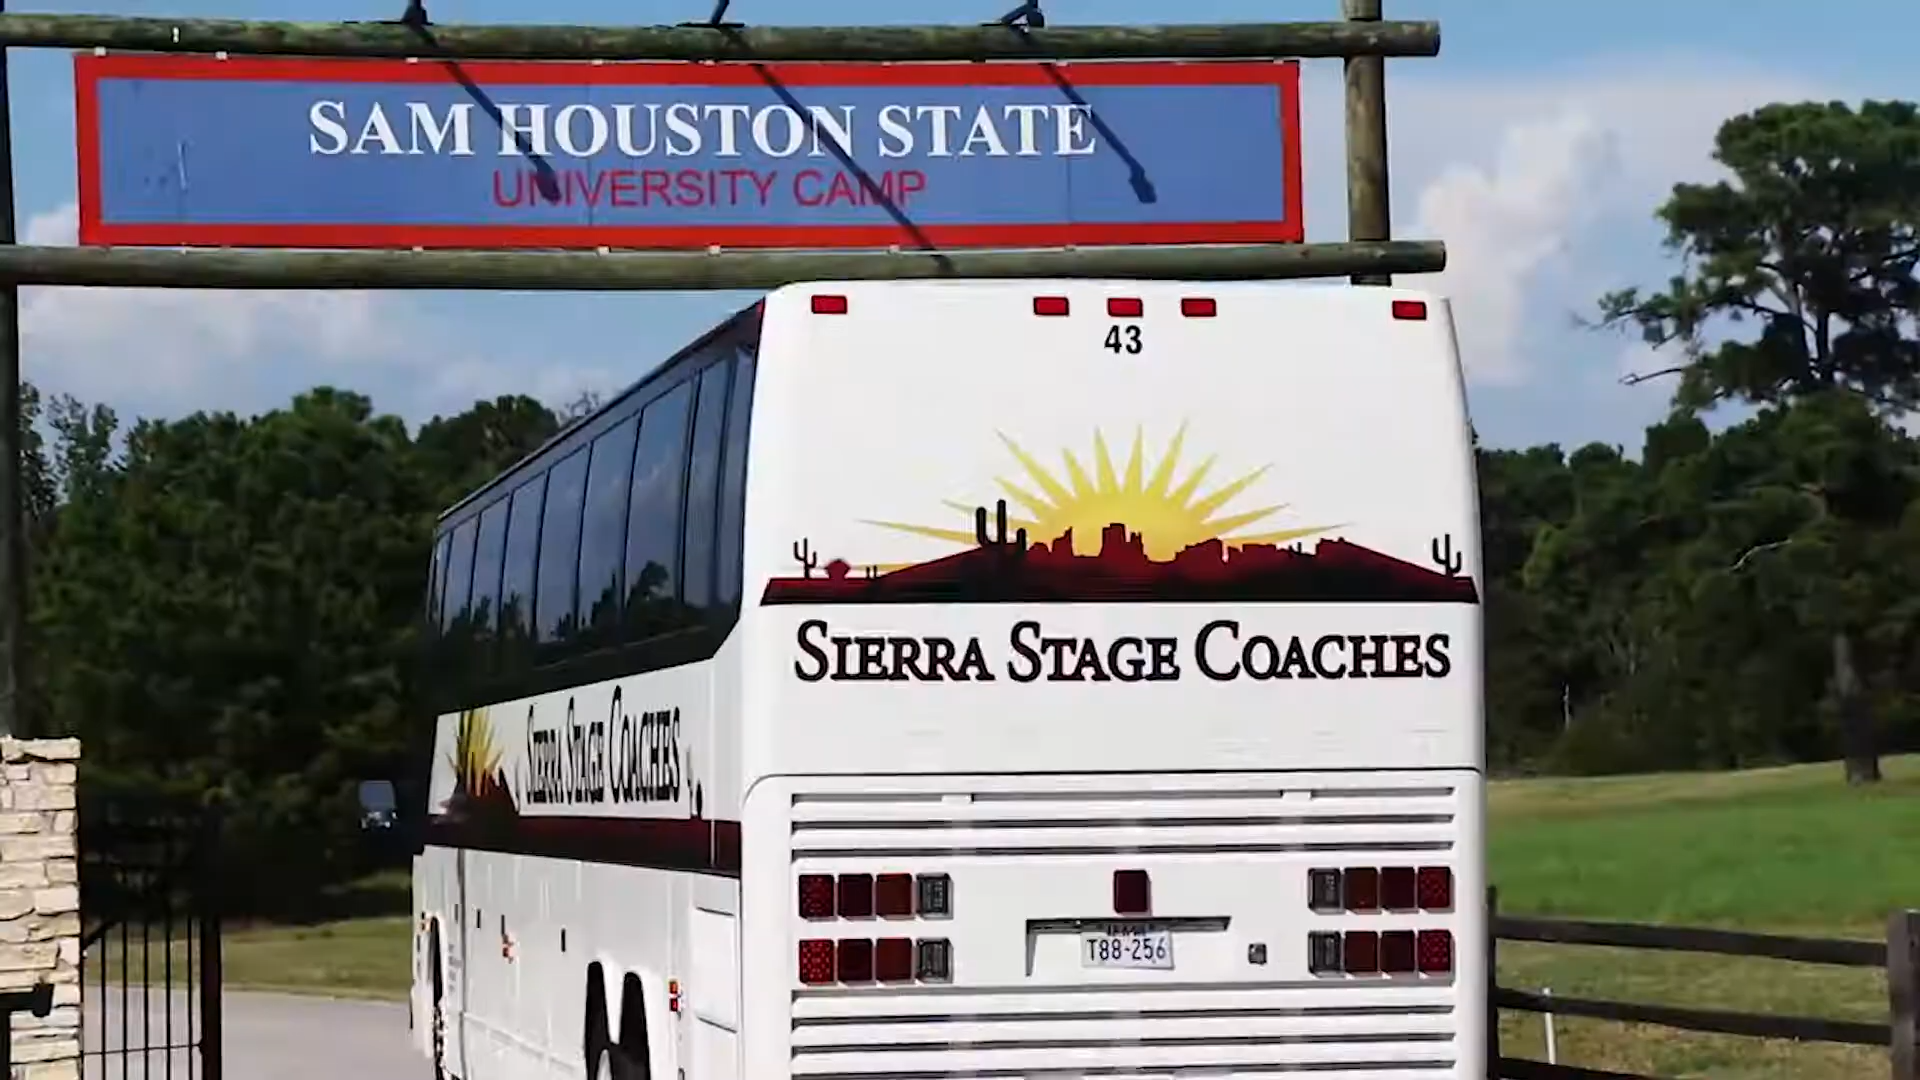 SAM HOUSTON STATE
UNIVERSITY CAMP
43
SIERRA STAGE COACHES
SIERRA STAGE COACHES
T88-256